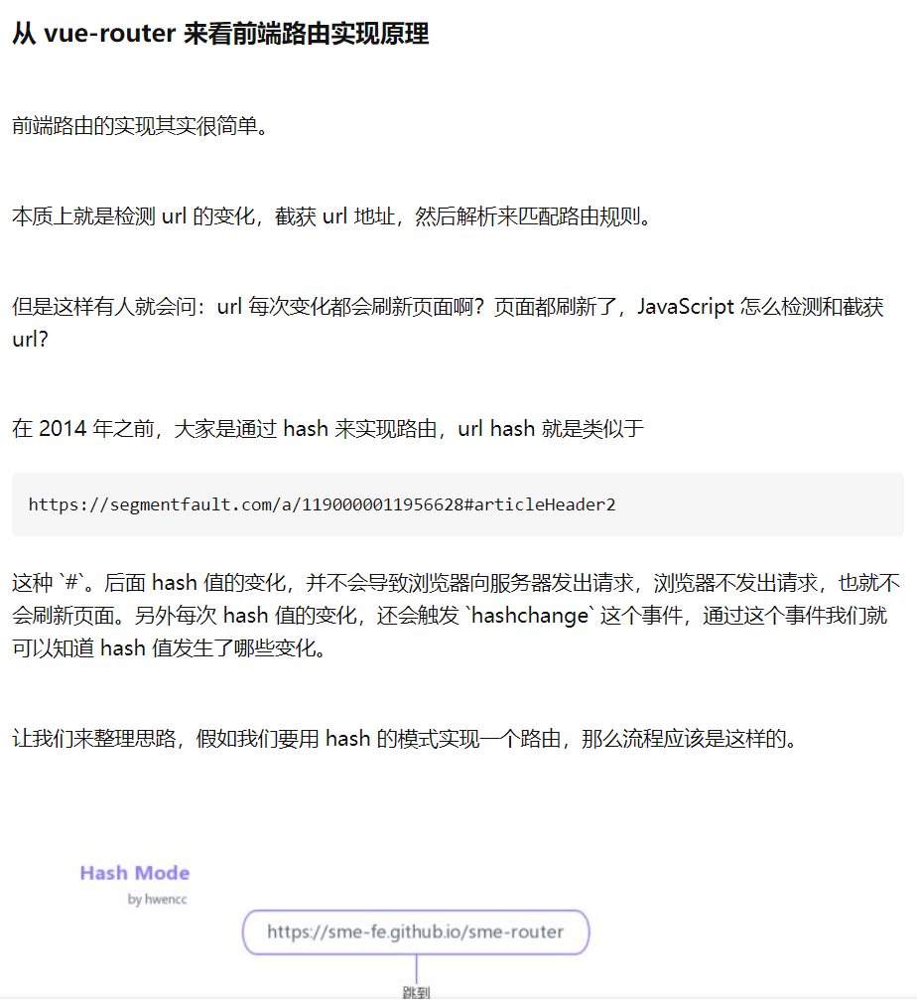 从 vue-router 来看前端路由实现原理
前端路由的实现其实很简单。
本质上就是检测 url 的变化，截获 url 地址，然后解析来匹配路由规则。
但是这样有人就会问：url 每次变化都会刷新页面啊？页面都刷新了，JavaScript 怎么检测和截获
url？
在 2014 年之前，大家是通过 hash 来实现路由，url hash 就是类似于
https://segmentfault.com/a/1190000011956628#articleHeader2
这种 `#`。后面 hash 值的变化，并不会导致浏览器向服务器发出请求，浏览器不发出请求，也就不
会刷新页面。另外每次 hash 值的变化，还会触发 `hashchange` 这个事件，通过这个事件我们就
可以知道 hash 值发生了哪些变化。
让我们来整理思路，假如我们要用 hash 的模式实现一个路由，那么流程应该是这样的。
Hash Mode
by hwencc
https://sme-fe.github.io/sme-router
跳到